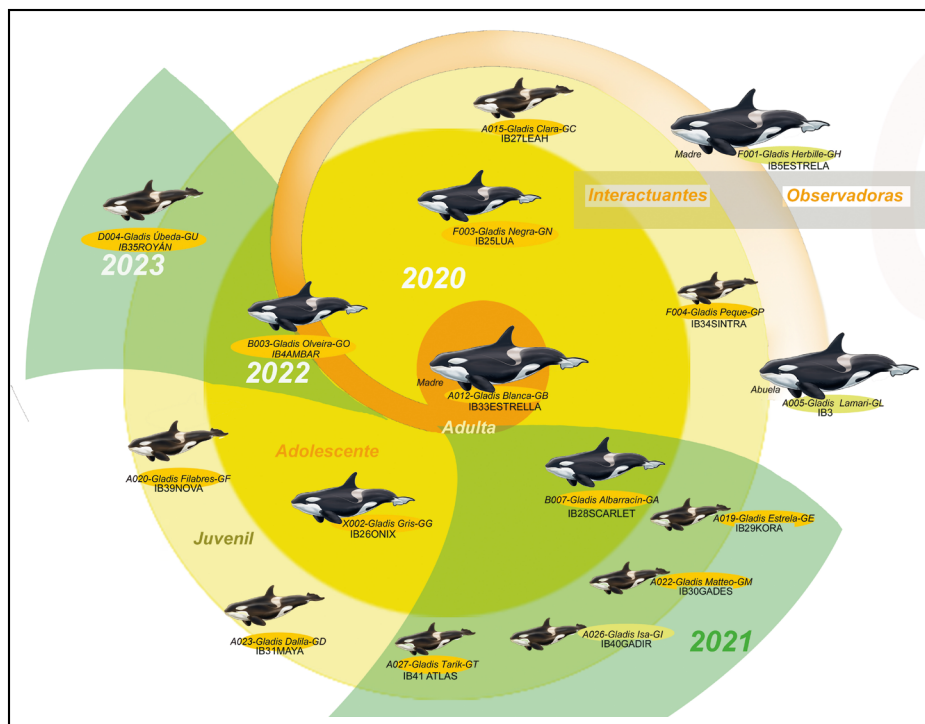 A015-Gladis Clara-GC
IB27LEAH
Madre
F001-Gladis Herbille-GH
IB5ESTRELA
Interactuantes
Observadoras
D004-Gladis Úbeda-GU
IB35ROYÁN
2023
F003-Gladis Negra-GN
IB25LUA
2020
F004-Gladis Peque-GP
IB34SINTRA
B003-Gladis Olveira-GO
IB4AMBAR
2022
Madre
A012-Gladis Blanca-GB
IB33ESTRELLA
Adulta
Abuela
A005-Gladis Lamari-GL
IB3
Adolescente
A020-Gladis Filabres-GF
IB39NOVA
B007-Gladis Albarracín-GA
IB28SCARLET
X002-Gladis Gris-GG
IB26ONIX
A019-Gladis Estrela-GE
IB29KORA
Juvenil
A022-Gladis Matteo-GM
IB30GADES
A023-Gladis Dalila-GD
IB31MAYA
A026-Gladis Isa-GI
IB40GADIR
2021
A027-Gladis Tarik-GT
IB41 ATLAS